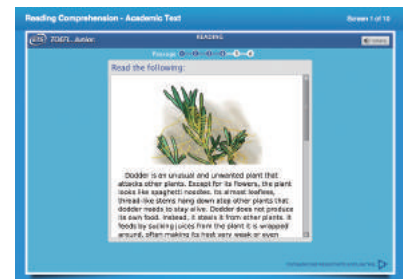 Reading Comprehension - Academic Text
Screen 1 of 10
ETS TOEFL Junior
READING
Passage
Read the following:
Dodder is an unusual and unwanted plant that
attacks other plants. Except for its flowers, the plant
looks like spaghetti noodles. Its almost leafless,
thread-like stems hang down atop other plants that
dodder needs to stay alive. Dodder does not produce
its own food. Instead, it steals it from other plants. It
feeds by sucking juices from the plant it is wrapped
around, often making its host very weak or even